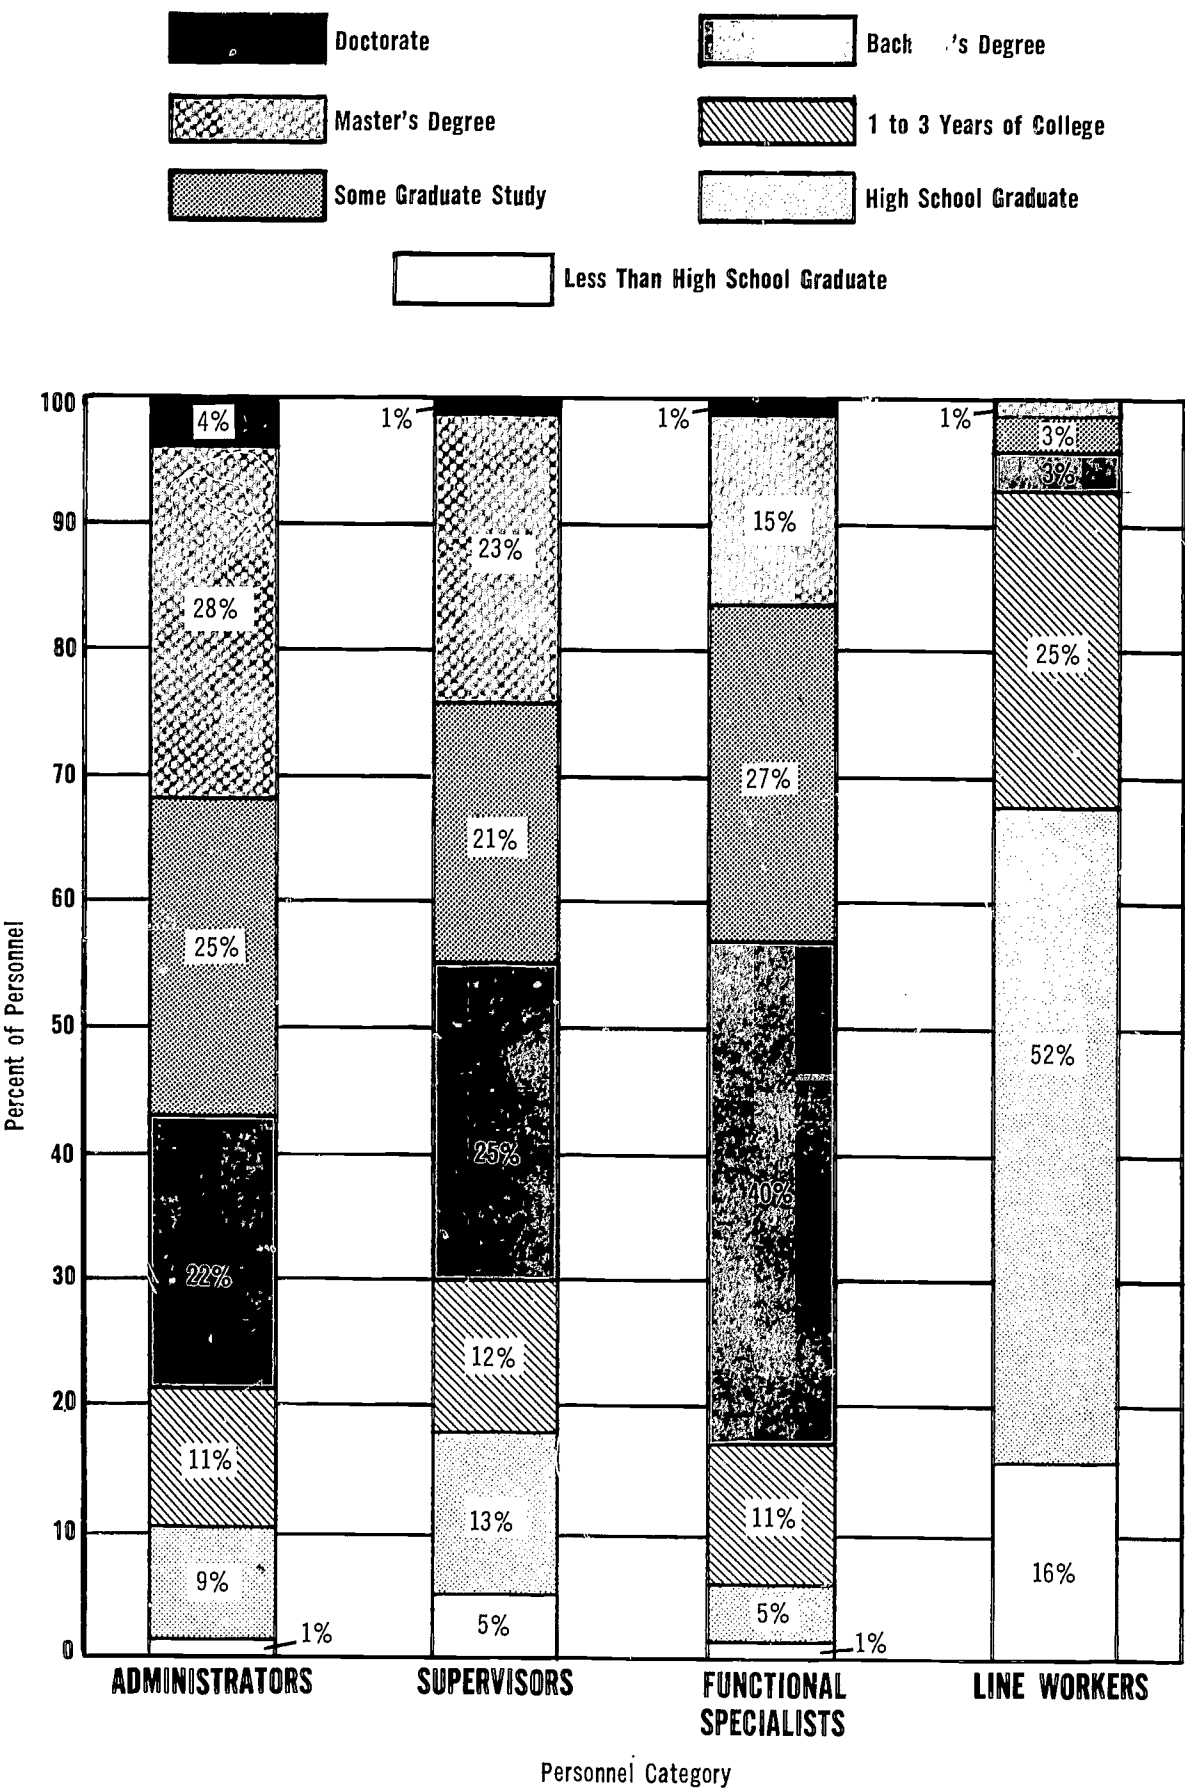 Doctorate
Bach 's Degree
Master's Degree
1 to 3 Years of College
Some Graduate Study
High School Graduate
Less Than High School Graduate
100
90
80
70
60
50
40
30
20
10
0
Percent of Personnel
4%
28%
25%
22%
11%
9%
1%
1%
23%
21%
25%
12%
13%
5%
1%
15%
27%
40%
11%
5%
1%
1%
3%
3%
25%
52%
16%
ADMINISTRATORS
SUPERVISORS
FUNCTIONAL
SPECIALISTS
LINE WORKERS
Personnel Category